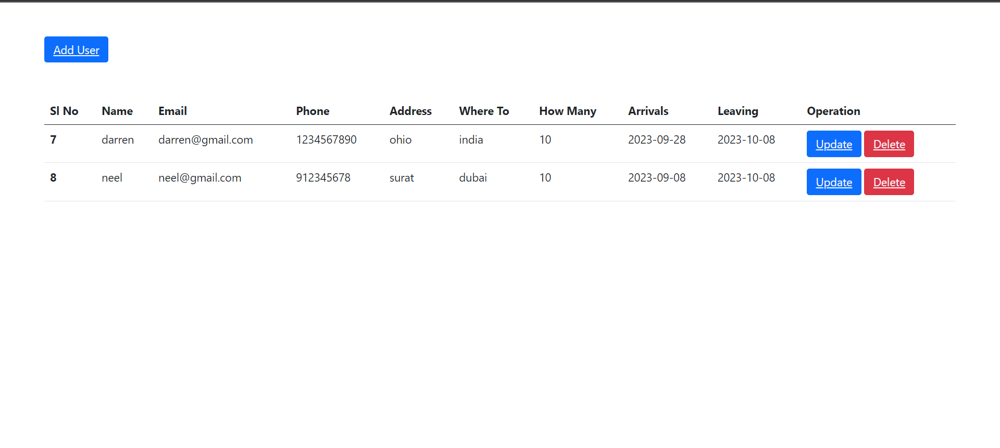 Add User
Sl No Name Email Phone Address Where To How Many Arrivals Leaving Operation
7 darren darren@gmail.com 1234567890 ohio india 10 2023-09-28 2023-10-08 Update Delete
8 neel neel@gmail.com 912345678 surat dubai 10 2023-09-08 2023-10-08 Update Delete